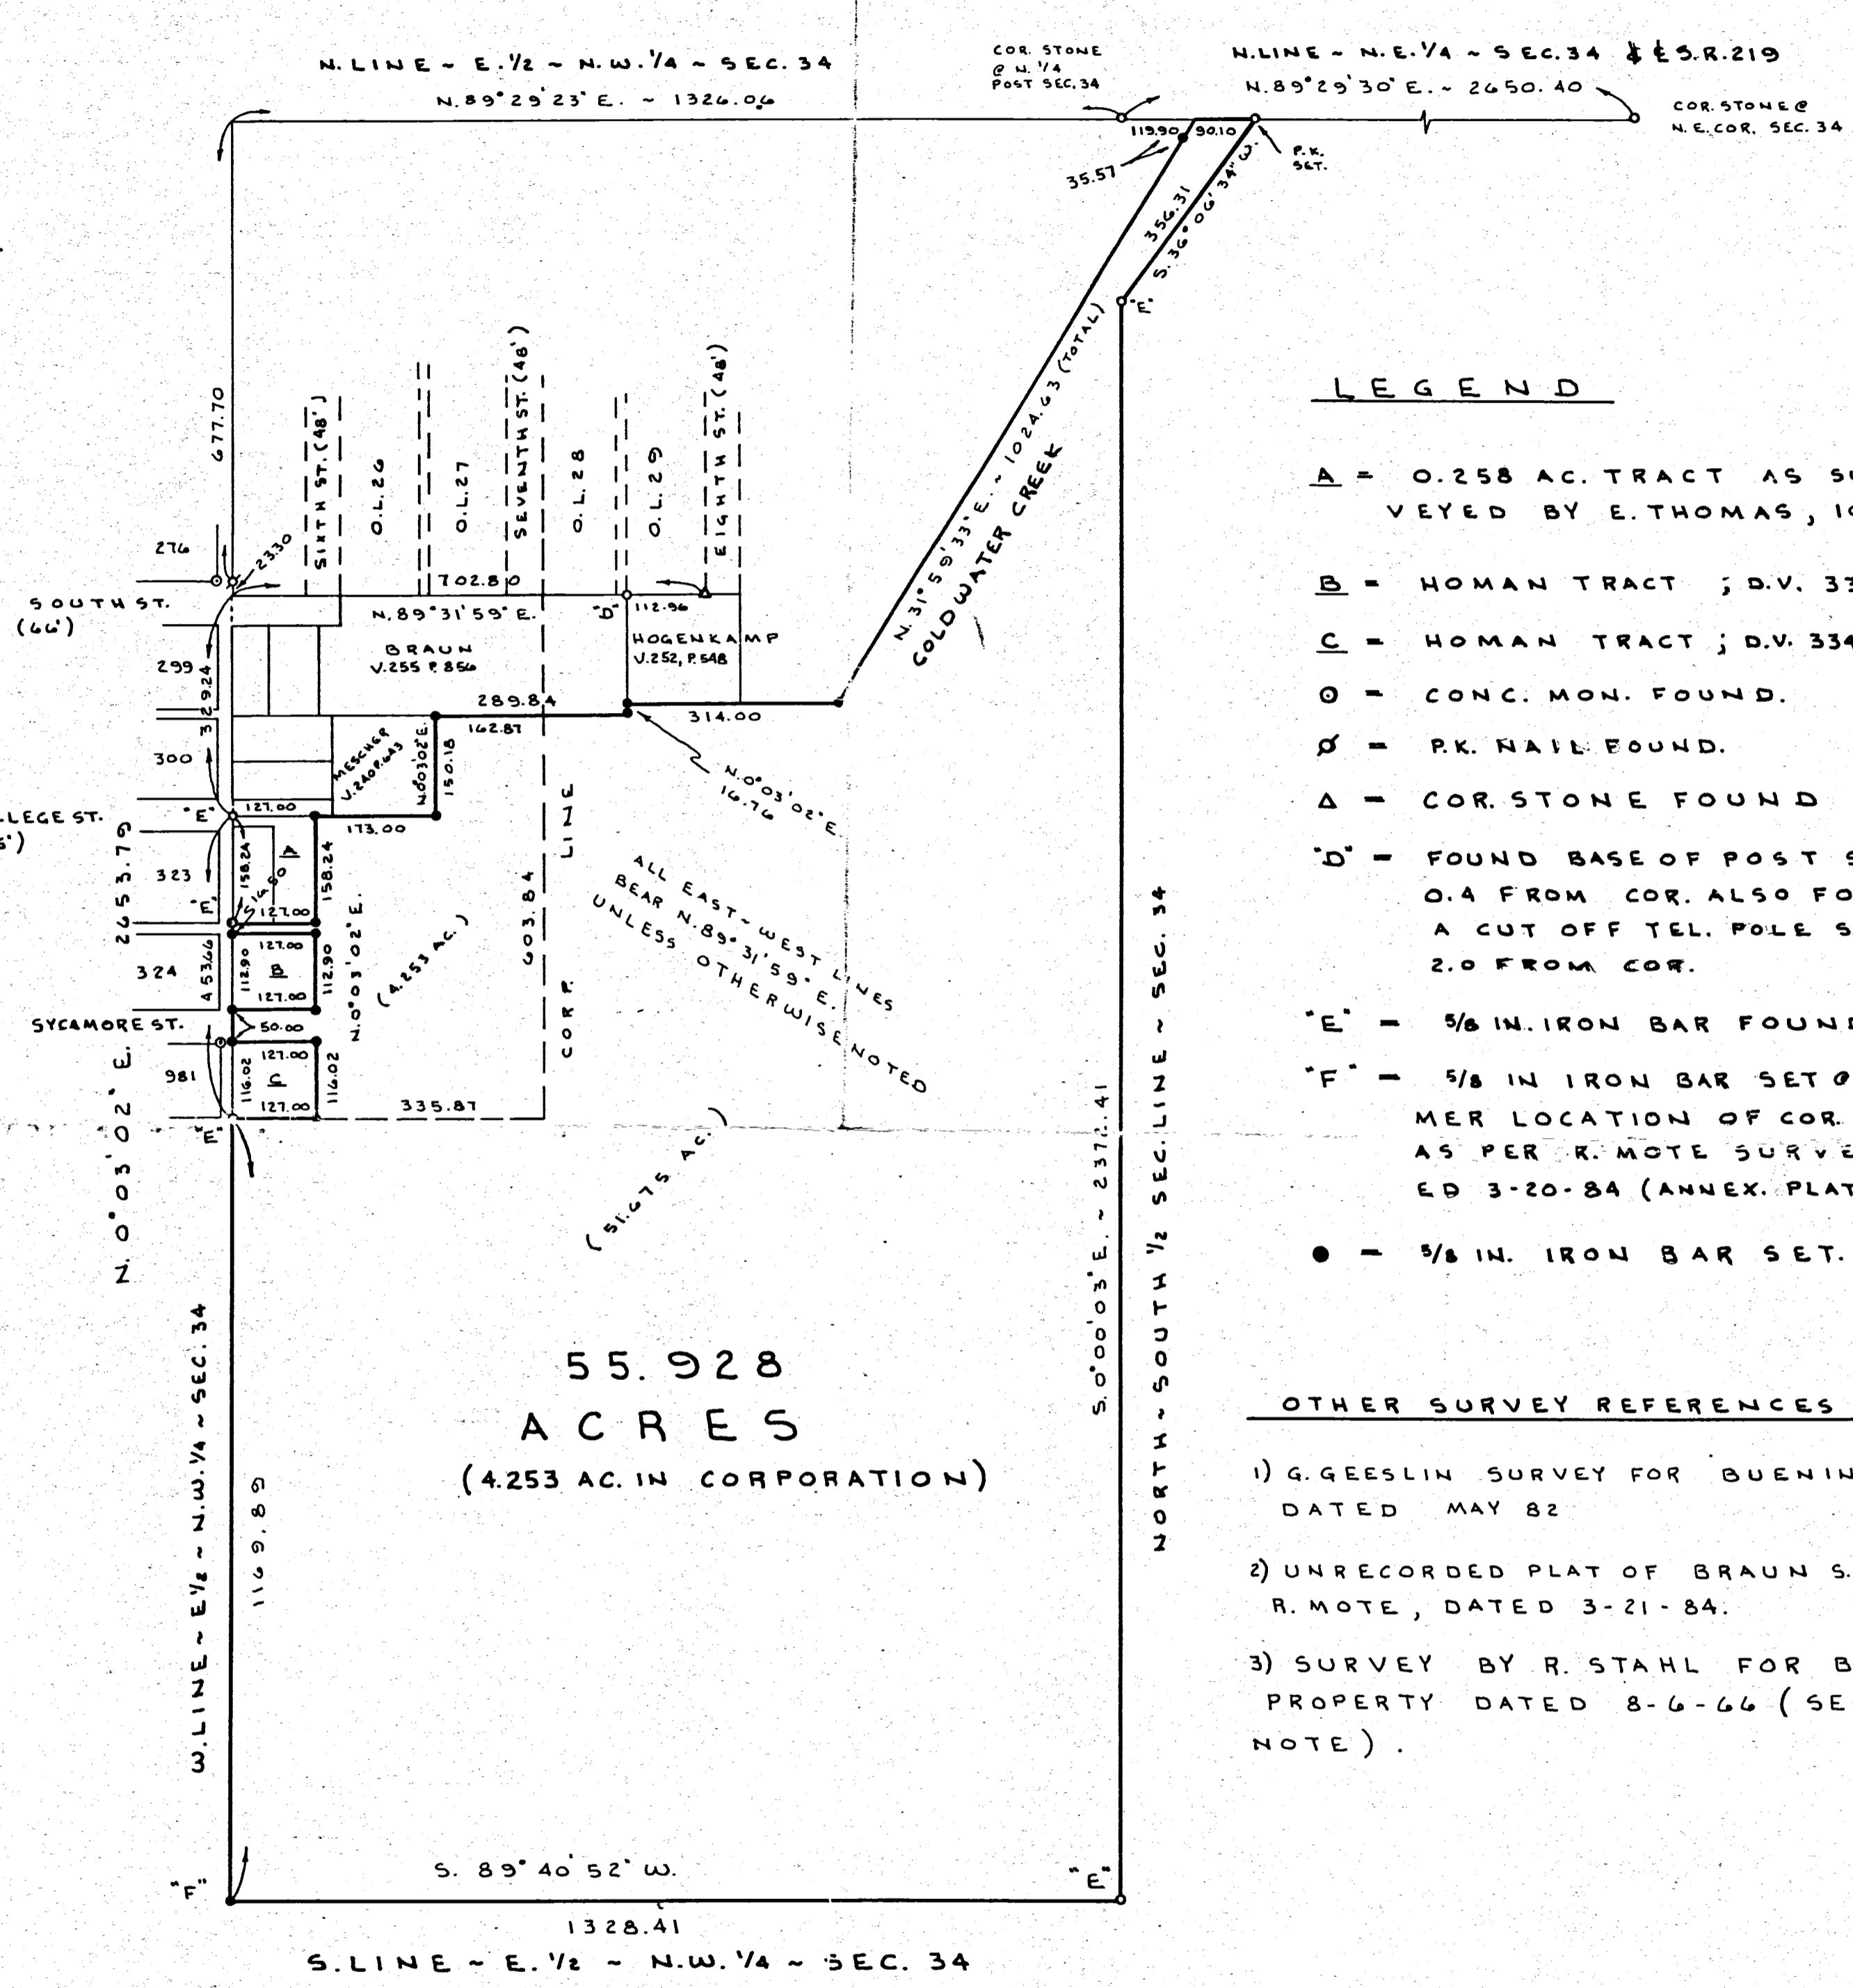 N. LINE ~ E. 1/2 ~ N.W. 1/4 ~ SEC. 34
N. 89° 29' 23" E. ~ 1326.06
COR. STONE
@ N. 1/4
POST SEC. 34
N. LINE ~ N.E. 1/4 ~ SEC. 34 & ℄ S.R. 219
N. 89° 29' 30" E. ~ 2650.40
COR. STONE @
N.E. COR. SEC. 34
119.90
90.10
P.K.
SET.
35.57
356.31
S. 36° 06' 34" W.
"E"
N. 31° 59' 33" E. ~ 1024.63 (TOTAL)
COLDWATER CREEK
677.70
SIXTH ST. (48')
O.L. 26
O.L. 27
SEVENTH ST. (48')
O.L. 28
O.L. 29
EIGHTH ST. (48')
276
23.30
SOUTH ST.
(66')
702.80
N. 89° 31' 59" E.
"D"
112.96
BRAUN
V.255 P. 856
HOGENKAMP
V.252, P. 548
299
329.24
289.84
162.87
314.00
300
MESCHER
V.240 P.643
N.0°03'02"E.
150.18
N.0°03'02"E.
16.76
LEGE ST.
"E"
127.00
173.00
323
158.24
A
158.24
"E"
127.00
324
453.66
127.00
112.90
B
112.90
127.00
N.0°03'02"E.
(4.253 AC.)
603.84
CORP. LINE
SYCAMORE ST.
50.00
981
127.00
116.02
C
116.02
127.00
335.87
"E"
N. 0° 03' 02" E. 2653.79
ALL EAST-WEST LINES
BEAR N. 89° 31' 59" E.
UNLESS OTHERWISE NOTED
(51.675 AC.)
S. 0° 00' 03" E. ~ 2372.41
NORTH ~ SOUTH 1/2 SEC. LINE ~ SEC. 34
W. LINE ~ E 1/2 ~ N.W. 1/4 ~ SEC. 34
1169.89
55.928
ACRES
(4.253 AC. IN CORPORATION)
"F"
S. 89° 40' 52" W.
"E"
1328.41
S. LINE ~ E. 1/2 ~ N.W. 1/4 ~ SEC. 34
LEGEND
A = 0.258 AC. TRACT AS
VEYED BY E. THOMAS,
B = HOMAN TRACT ; D.V.
C = HOMAN TRACT ; D.V. 334
⊙ = CONC. MON. FOUND.
Ø = P.K. NAIL FOUND.
Δ = COR. STONE FOUND
"D" = FOUND BASE OF POST
0.4 FROM COR. ALSO
A CUT OFF TEL. POLE
2.0 FROM COR.
"E" = 5/8 IN. IRON BAR FOUND
"F" = 5/8 IN IRON BAR SET @
MER LOCATION OF COR.
AS PER R. MOTE
ED 3-20-84 (ANNEX. PLAT
● = 5/8 IN. IRON BAR SET.
OTHER SURVEY REFERENCES
1) G. GEESLIN SURVEY FOR
DATED MAY 82
2) UNRECORDED PLAT OF BRAUN S.
R. MOTE, DATED 3-21-84.
3) SURVEY BY R. STAHL FOR
PROPERTY DATED 8-6-66 (
NOTE).